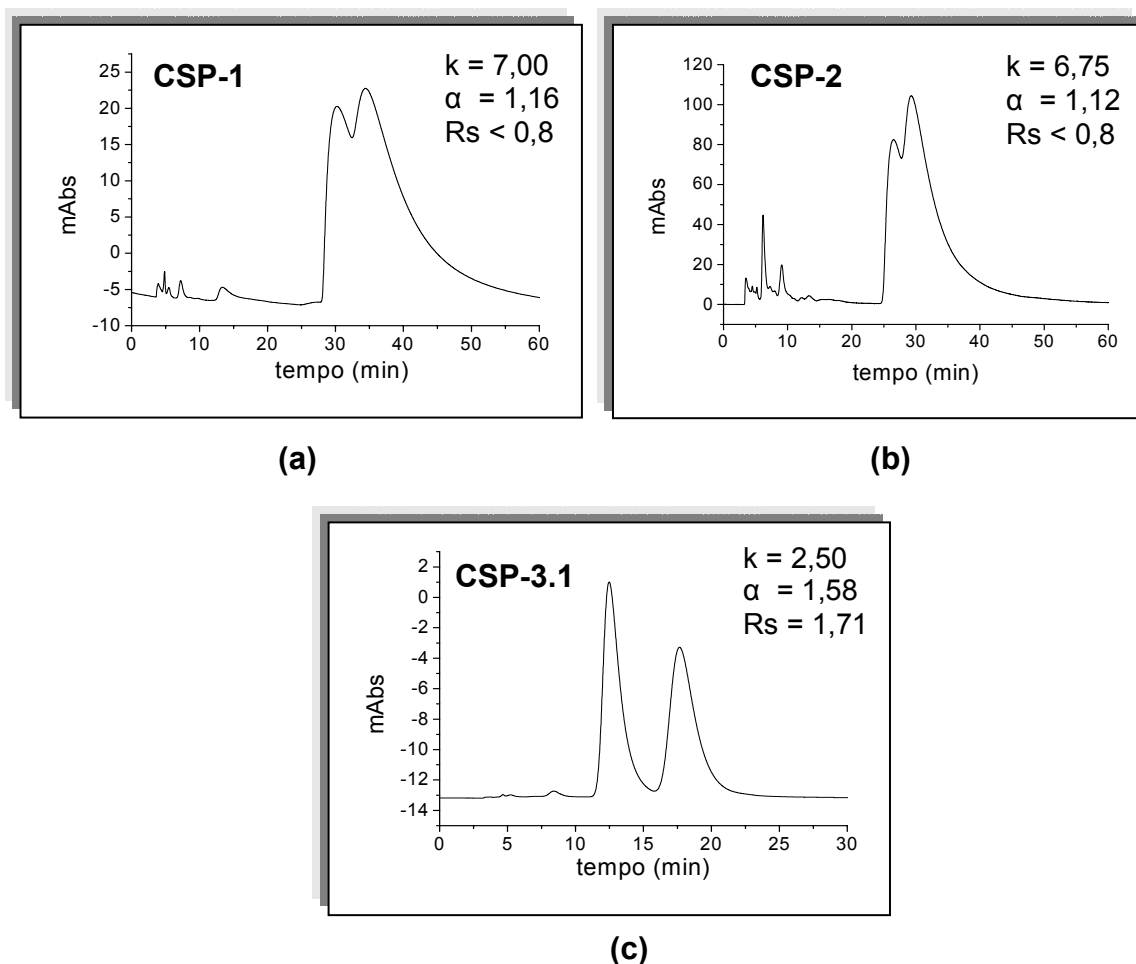 CSP-1
k = 7,00
α = 1,16
Rs < 0,8
25
20
15
10
5
0
-5
-10
mAbs
0 10 20 30 40 50 60
tempo (min)
(a)
CSP-2
k = 6,75
α = 1,12
Rs < 0,8
120
100
80
60
40
20
0
mAbs
0 10 20 30 40 50 60
tempo (min)
(b)
CSP-3.1
k = 2,50
α = 1,58
Rs = 1,71
2
0
-2
-4
-6
-8
-10
-12
-14
mAbs
0 5 10 15 20 25 30
tempo (min)
(c)